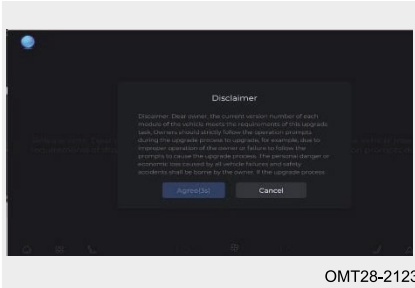 Disclaimer
Disclaimer: Dear owner, the current version number of each
module of the vehicle meets the requirements of this upgrade
task. Owners should strictly follow the operation prompts
during the upgrade process to upgrade, for example, due to
improper operation of the owner or failure to follow the
prompts to cause the upgrade process. The personal danger or
economic loss caused by all vehicle failures and safety
accidents shall be borne by the owner. If the upgrade process
Agree(3s) Cancel
OMT28-2123